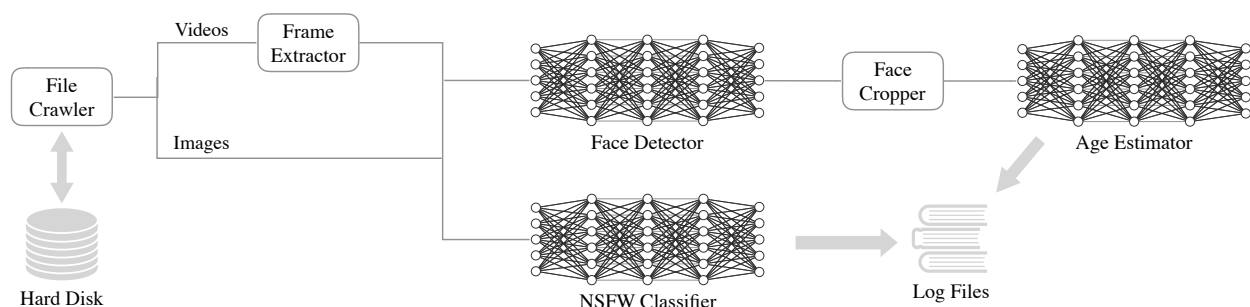 Videos
Frame
Extractor
File
Crawler
Images
Hard Disk
Face Detector
Face
Cropper
Age Estimator
NSFW Classifier
Log Files